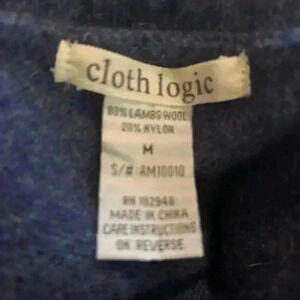 cloth logic
80% LAMBS WOOL
20% NYLON
M
S/#: AM10010
RN 102948
MADE IN CHINA
CARE INSTRUCTIONS
ON REVERSE